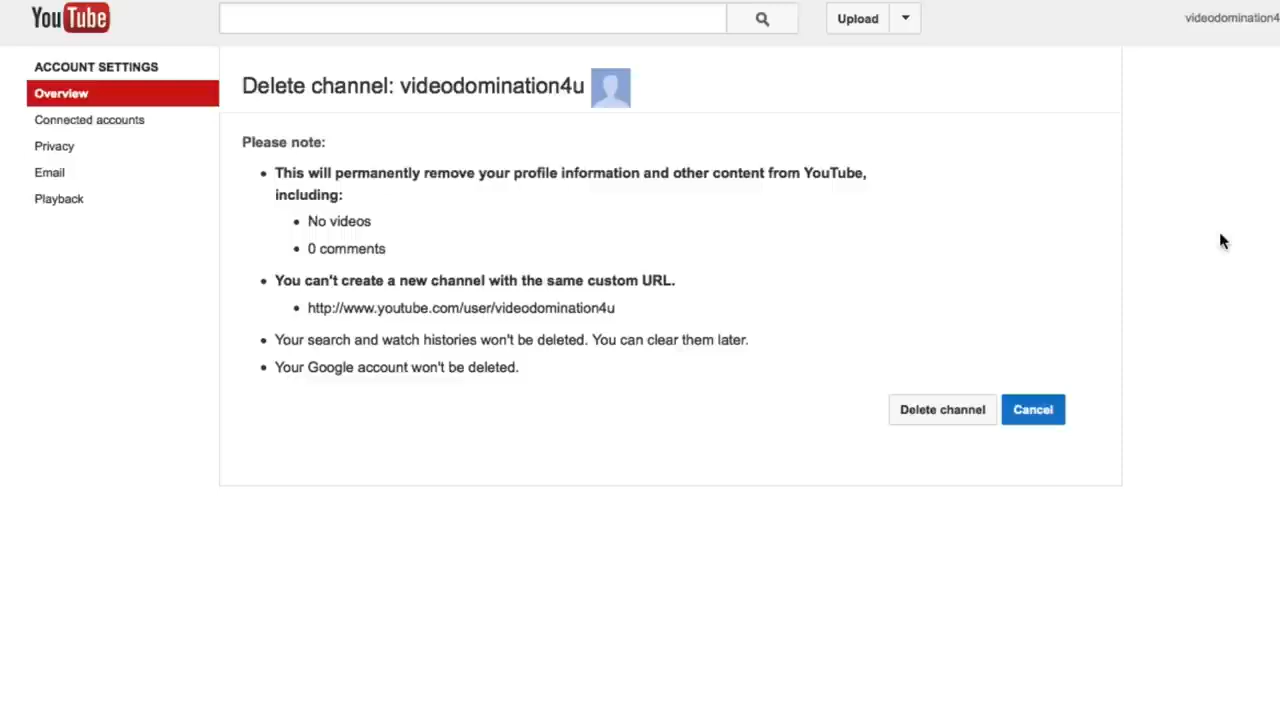 YouTube
Upload
videodomination4
ACCOUNT SETTINGS
Overview
Connected accounts
Privacy
Email
Playback
Delete channel: videodomination4u
Please note:
This will permanently remove your profile information and other content from YouTube,
including:
No videos
0 comments
You can't create a new channel with the same custom URL.
http://www.youtube.com/user/videodomination4u
Your search and watch histories won't be deleted. You can clear them later.
Your Google account won't be deleted.
Delete channel
Cancel